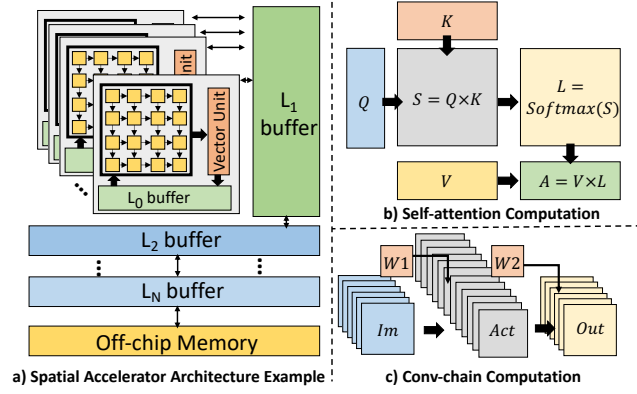 nit
Vector Unit
L0 buffer
L1
buffer
L2 buffer
LN buffer
Off-chip Memory
a) Spatial Accelerator Architecture Example
K
Q
S = Q×K
L =
Softmax(S)
V
A = V×L
b) Self-attention Computation
W1
W2
Im
Act
Out
c) Conv-chain Computation